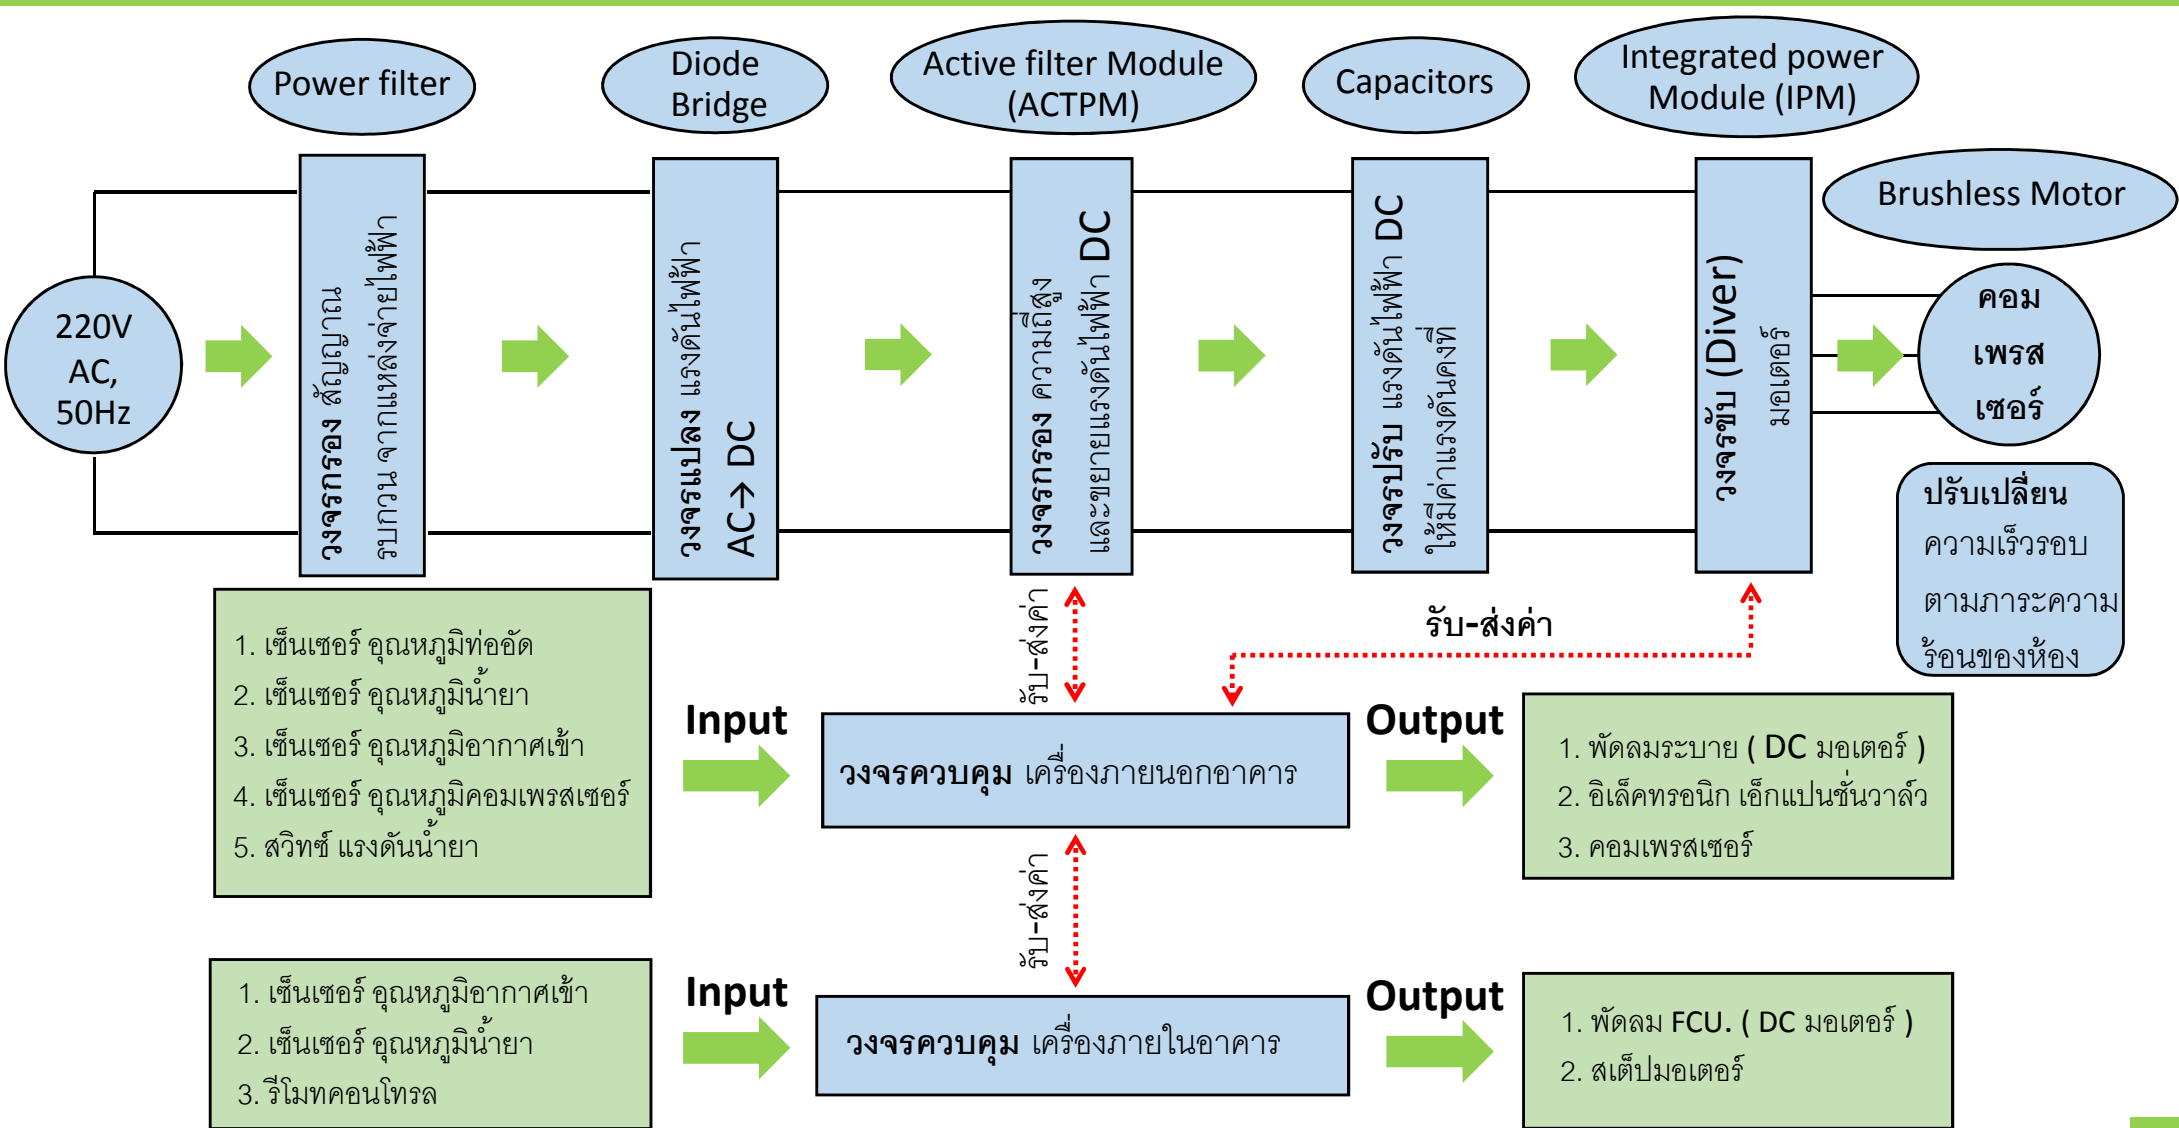 Power filter
Diode
Bridge
Active filter Module
(ACTPM)
Capacitors
Integrated power
Module (IPM)
Brushless Motor
220V
AC,
50Hz
วงจรกรอง สัญญาณ
รบกวน จากแหล่งจ่ายไฟฟ้า
วงจรแปลง แรงดันไฟฟ้า
AC→ DC
วงจรกรอง ความถี่สูง
และขยายแรงดันไฟฟ้า DC
วงจรปรับ แรงดันไฟฟ้า DC
ให้มีค่าแรงดันคงที่
วงจรขับ (Diver)
มอเตอร์
คอม
เพรส
เซอร์
ปรับเปลี่ยน
ความเร็วรอบ
ตามภาระความ
ร้อนของห้อง
รับ-ส่งค่า
รับ-ส่งค่า
1. เซ็นเซอร์ อุณหภูมิท่ออัด
2. เซ็นเซอร์ อุณหภูมิน้ำยา
3. เซ็นเซอร์ อุณหภูมิอากาศเข้า
4. เซ็นเซอร์ อุณหภูมิคอมเพรสเซอร์
5. สวิทซ์ แรงดันน้ำยา
Input
วงจรควบคุม เครื่องภายนอกอาคาร
Output
1. พัดลมระบาย ( DC มอเตอร์ )
2. อิเล็คทรอนิก เอ็กแปนชั่นวาล์ว
3. คอมเพรสเซอร์
รับ-ส่งค่า
1. เซ็นเซอร์ อุณหภูมิอากาศเข้า
2. เซ็นเซอร์ อุณหภูมิน้ำยา
3. รีโมทคอนโทรล
Input
วงจรควบคุม เครื่องภายในอาคาร
Output
1. พัดลม FCU. ( DC มอเตอร์ )
2. สเต็ปมอเตอร์